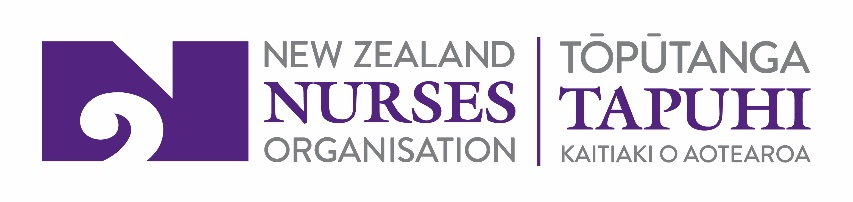 NEW ZEALAND
NURSES
ORGANISATION
TŌPŪTANGA
TAPUHI
KAITIAKI O AOTEAROA